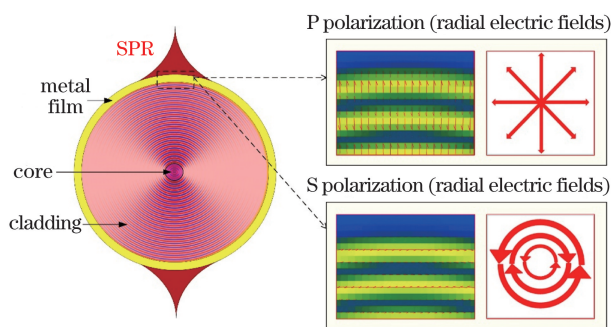 SPR
metal
film
core
cladding
P polarization (radial electric fields)
S polarization (radial electric fields)